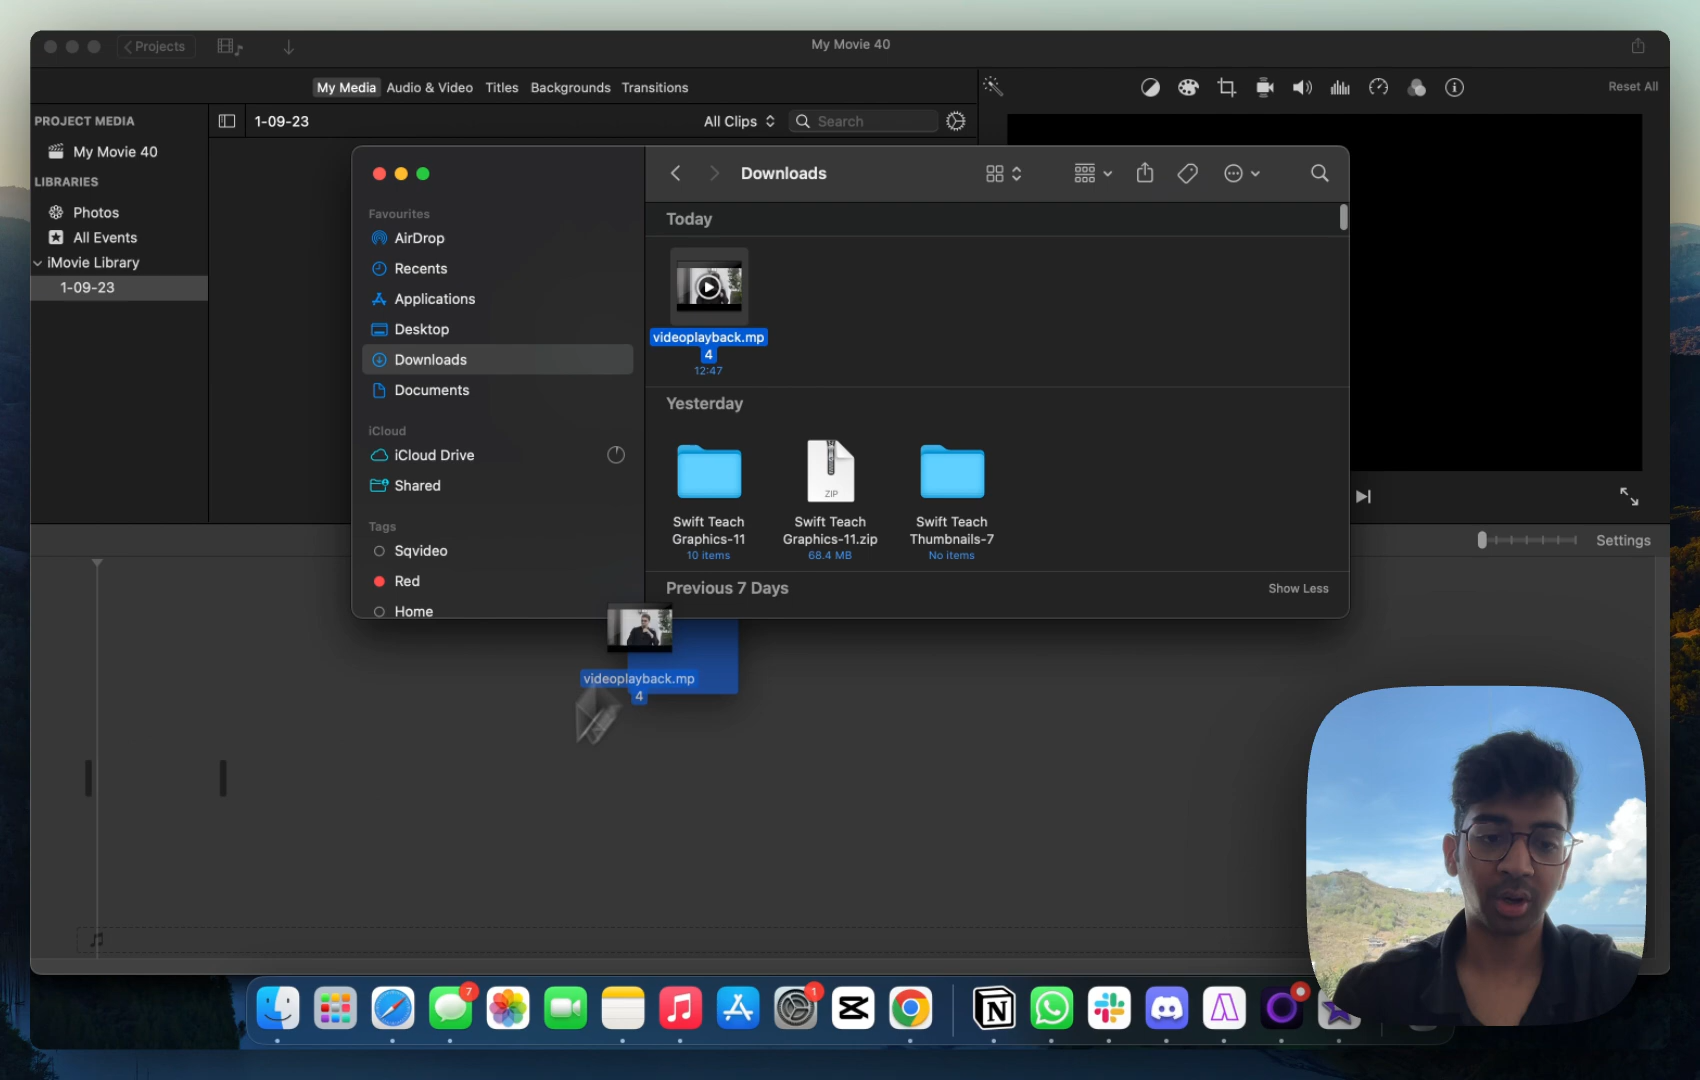 Projects
My Movie 40
My Media
Audio & Video
Titles
Backgrounds
Transitions
Reset All
PROJECT MEDIA
My Movie 40
LIBRARIES
Photos
All Events
iMovie Library
1-09-23
1-09-23
All Clips
Search
Favourites
AirDrop
Recents
Applications
Desktop
Downloads
Documents
iCloud
iCloud Drive
Shared
Tags
Sqvideo
Red
Home
Downloads
Today
videoplayback.mp
4
12:47
Yesterday
Swift Teach
Graphics-11
10 items
ZIP
Swift Teach
Graphics-11.zip
68.4 MB
Swift Teach
Thumbnails-7
No items
Previous 7 Days
Show Less
videoplayback.mp
4
Settings
7
1